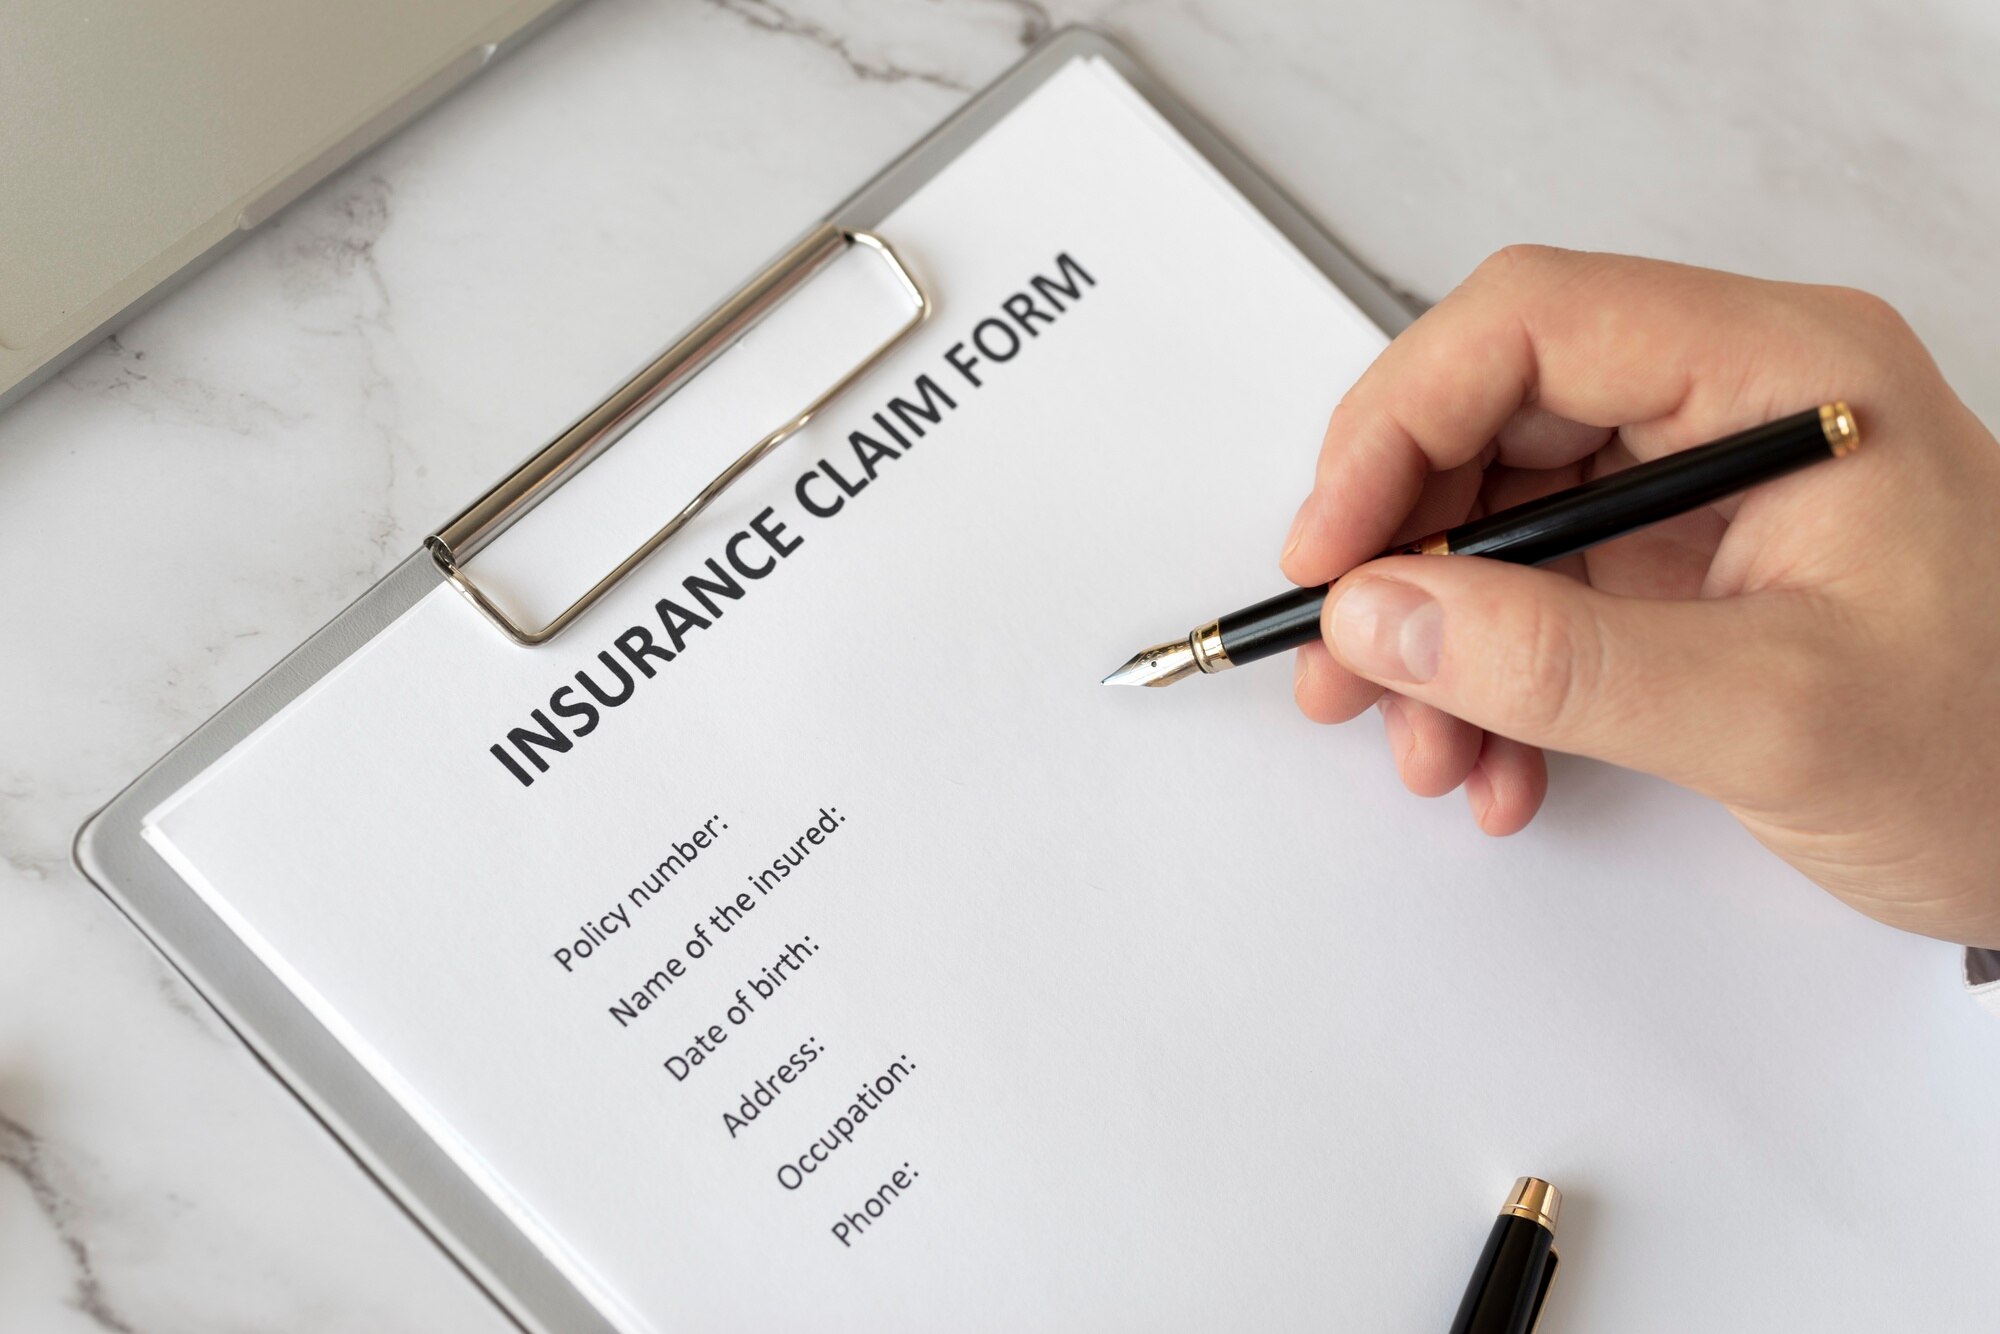 INSURANCE CLAIM FORM
Policy number:
Name of the insured:
Date of birth:
Address:
Occupation:
Phone: